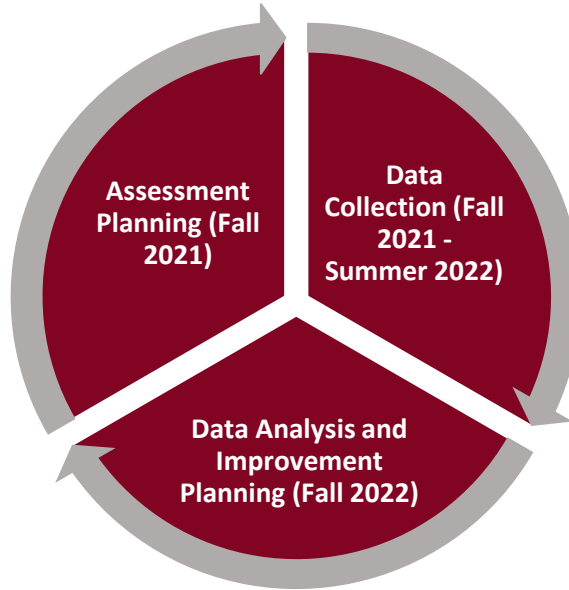 Assessment
Planning (Fall
2021)
Data
Collection (Fall
2021 -
Summer 2022)
Data Analysis and
Improvement
Planning (Fall 2022)